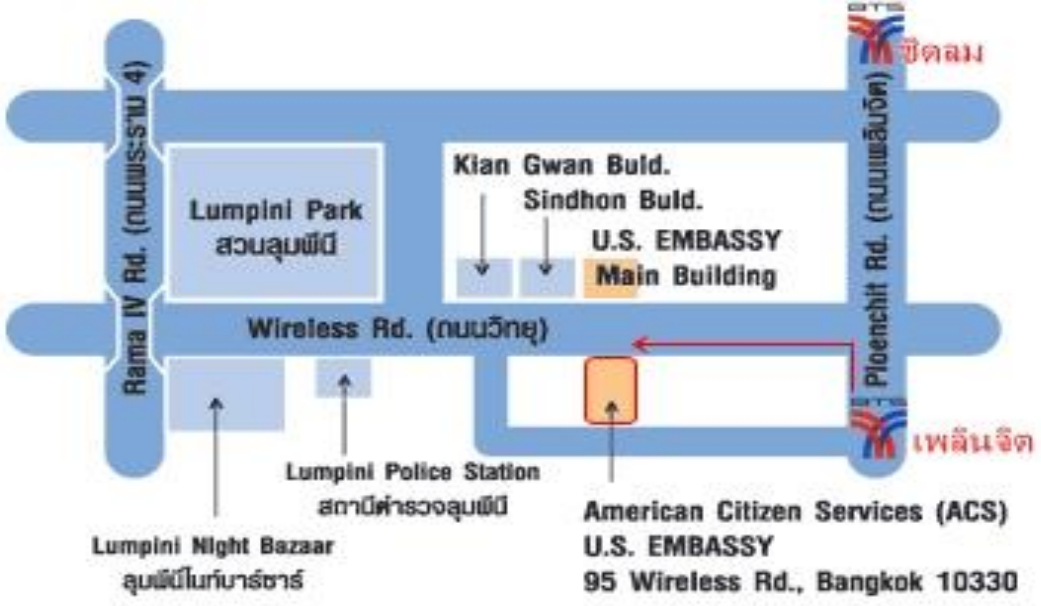 BTS
ชิดลม
Rama IV Rd. (ถนนพระราม 4)
Ploenchit Rd. (ถนนเพลินจิต)
Kian Gwan Buld.
Sindhon Buld.
Lumpini Park
สวนลุมพีนี
U.S. EMBASSY
Main Building
Wireless Rd. (ถนนวิทยุ)
BTS
เพลินจิต
Lumpini Police Station
สถานีตำรวจลุมพีนี
Lumpini Night Bazaar
ลุมพีนีไนท์บาร์ซาร์
American Citizen Services (ACS)
U.S. EMBASSY
95 Wireless Rd., Bangkok 10330